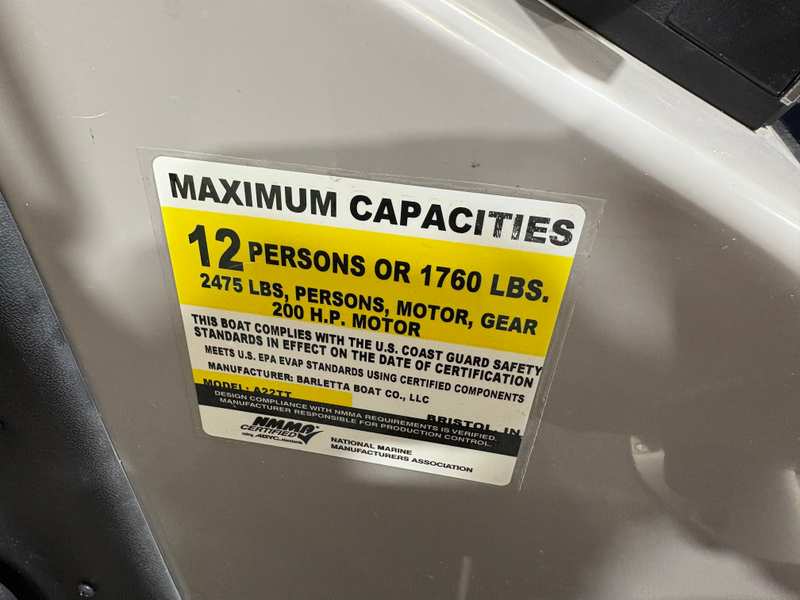 MAXIMUM CAPACITIES
12 PERSONS OR 1760 LBS.
2475 LBS, PERSONS, MOTOR, GEAR
200 H.P. MOTOR
THIS BOAT COMPLIES WITH THE U.S. COAST GUARD SAFETY
STANDARDS IN EFFECT ON THE DATE OF CERTIFICATION
MEETS U.S. EPA EVAP STANDARDS USING CERTIFIED COMPONENTS
MANUFACTURER: BARLETTA BOAT CO., LLC
MODEL: A22TT BRISTOL, IN
DESIGN COMPLIANCE WITH NMMA REQUIREMENTS IS VERIFIED.
MANUFACTURER RESPONSIBLE FOR PRODUCTION CONTROL.
NMMA
CERTIFIED
NATIONAL MARINE
MANUFACTURERS ASSOCIATION